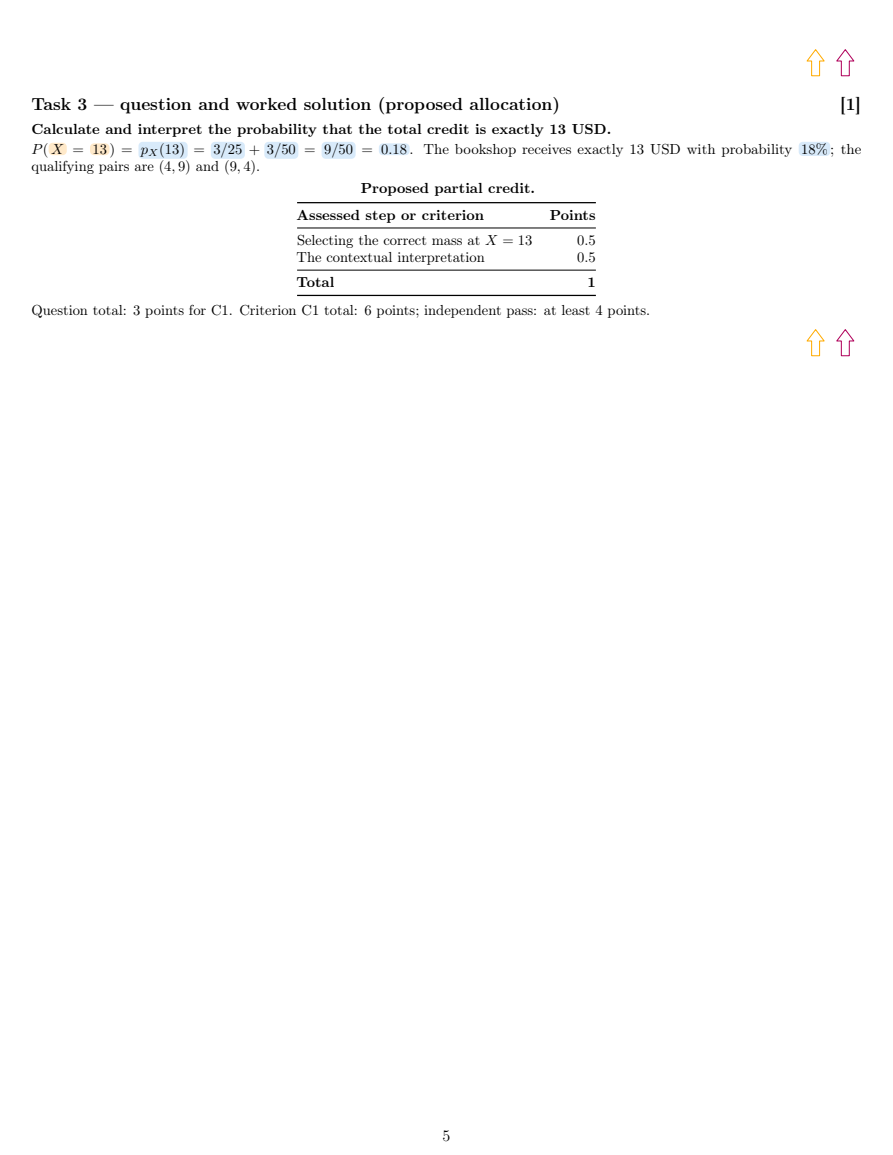 Task 3 — question and worked solution (proposed allocation) [1]
Calculate and interpret the probability that the total credit is exactly 13 USD.
P(X = 13) = p_X(13) = 3/25 + 3/50 = 9/50 = 0.18. The bookshop receives exactly 13 USD with probability 18%; the
qualifying pairs are (4, 9) and (9, 4).
Proposed partial credit.
Assessed step or criterion Points
Selecting the correct mass at X = 13 0.5
The contextual interpretation 0.5
Total 1
Question total: 3 points for C1. Criterion C1 total: 6 points; independent pass: at least 4 points.
5